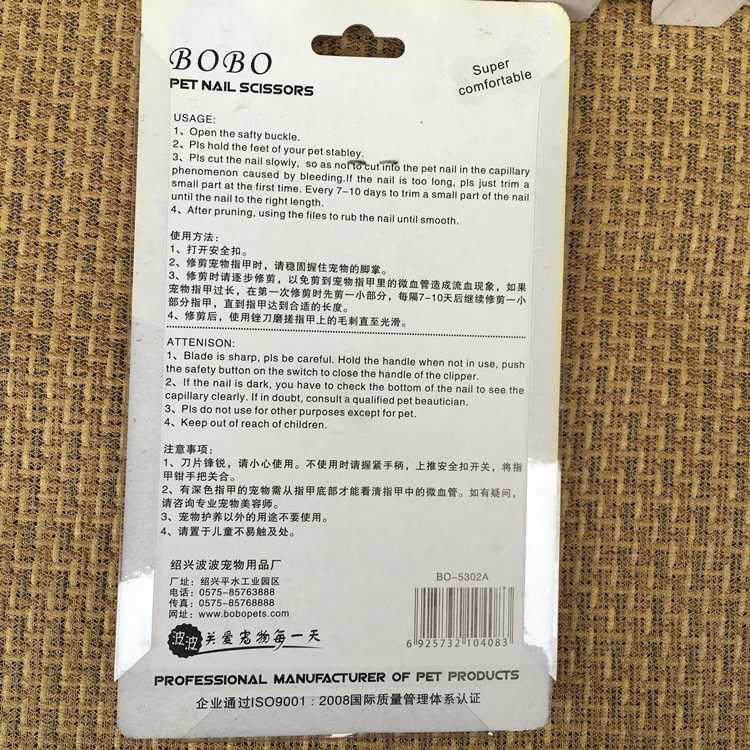 BOBO
PET NAIL SCISSORS
Super
comfortable
USAGE:
1、Open the safty buckle.
2、Pls hold the feet of your pet stabley.
3、Pls cut the nail slowly, so as not to cut into the pet nail in the capillary
phenomenon caused by bleeding.If the nail is too long, pls just trim a
small part at the first time. Every 7-10 days to trim a small part of the nail
until the nail to the right length.
4、After pruning, using the files to rub the nail until smooth.
使用方法：
1、打开安全扣。
2、修剪宠物指甲时，请稳固握住宠物的脚掌。
3、修剪时请逐步修剪，以免剪到宠物指甲里的微血管造成流血现象，如果
宠物指甲过长，在第一次修剪时先剪一小部分，每隔7-10天后继续修剪一小
部分指甲，直到指甲达到合适的长度。
4、修剪后，使用锉刀磨搓指甲上的毛刺直至光滑。
ATTENISON:
1、Blade is sharp, pls be careful. Hold the handle when not in use, push
the safety button on the switch to close the handle of the clipper.
2、If the nail is dark, you have to check the bottom of the nail to see the
capillary clearly. If in doubt, consult a qualified pet beautician.
3、Pls do not use for other purposes except for pet.
4、Keep out of reach of children.
注意事项：
1、刀片锋锐，请小心使用。不使用时请握紧手柄，上推安全扣开关，将指
甲钳手把关合。
2、有深色指甲的宠物需从指甲底部才能看清指甲中的微血管。如有疑问，
请咨询专业宠物美容师。
3、宠物护养以外的用途不要使用。
4、请置于儿童不易触及处。
绍兴波波宠物用品厂
厂址：绍兴平水工业园区
电话：0575-85763888
传真：0575-85768888
网址：www.bobopets.com
BO-5302A
6 925732 104083
波波 关爱宠物每一天
PROFESSIONAL MANUFACTURER OF PET PRODUCTS
企业通过ISO9001：2008国际质量管理体系认证